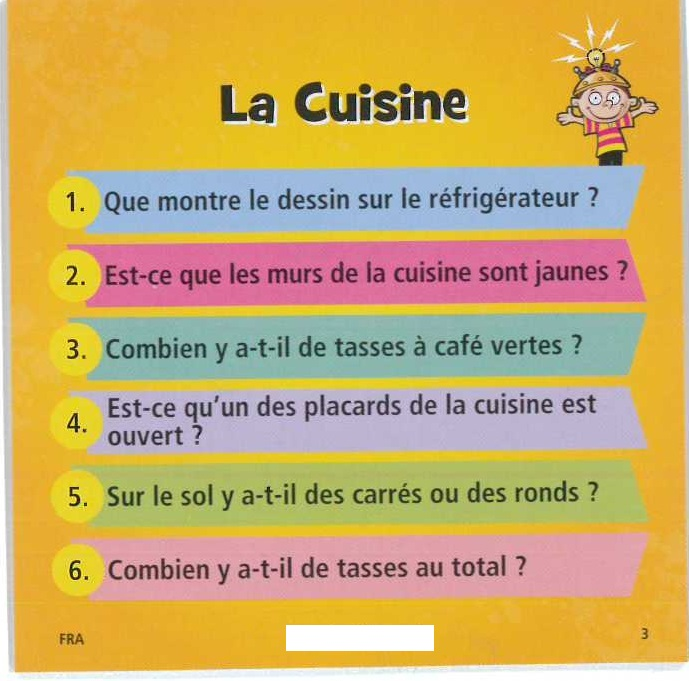 La Cuisine
1. Que montre le dessin sur le réfrigérateur ?
2. Est-ce que les murs de la cuisine sont jaunes ?
3. Combien y a-t-il de tasses à café vertes ?
4. Est-ce qu’un des placards de la cuisine est
ouvert ?
5. Sur le sol y a-t-il des carrés ou des ronds ?
6. Combien y a-t-il de tasses au total ?
FRA
3